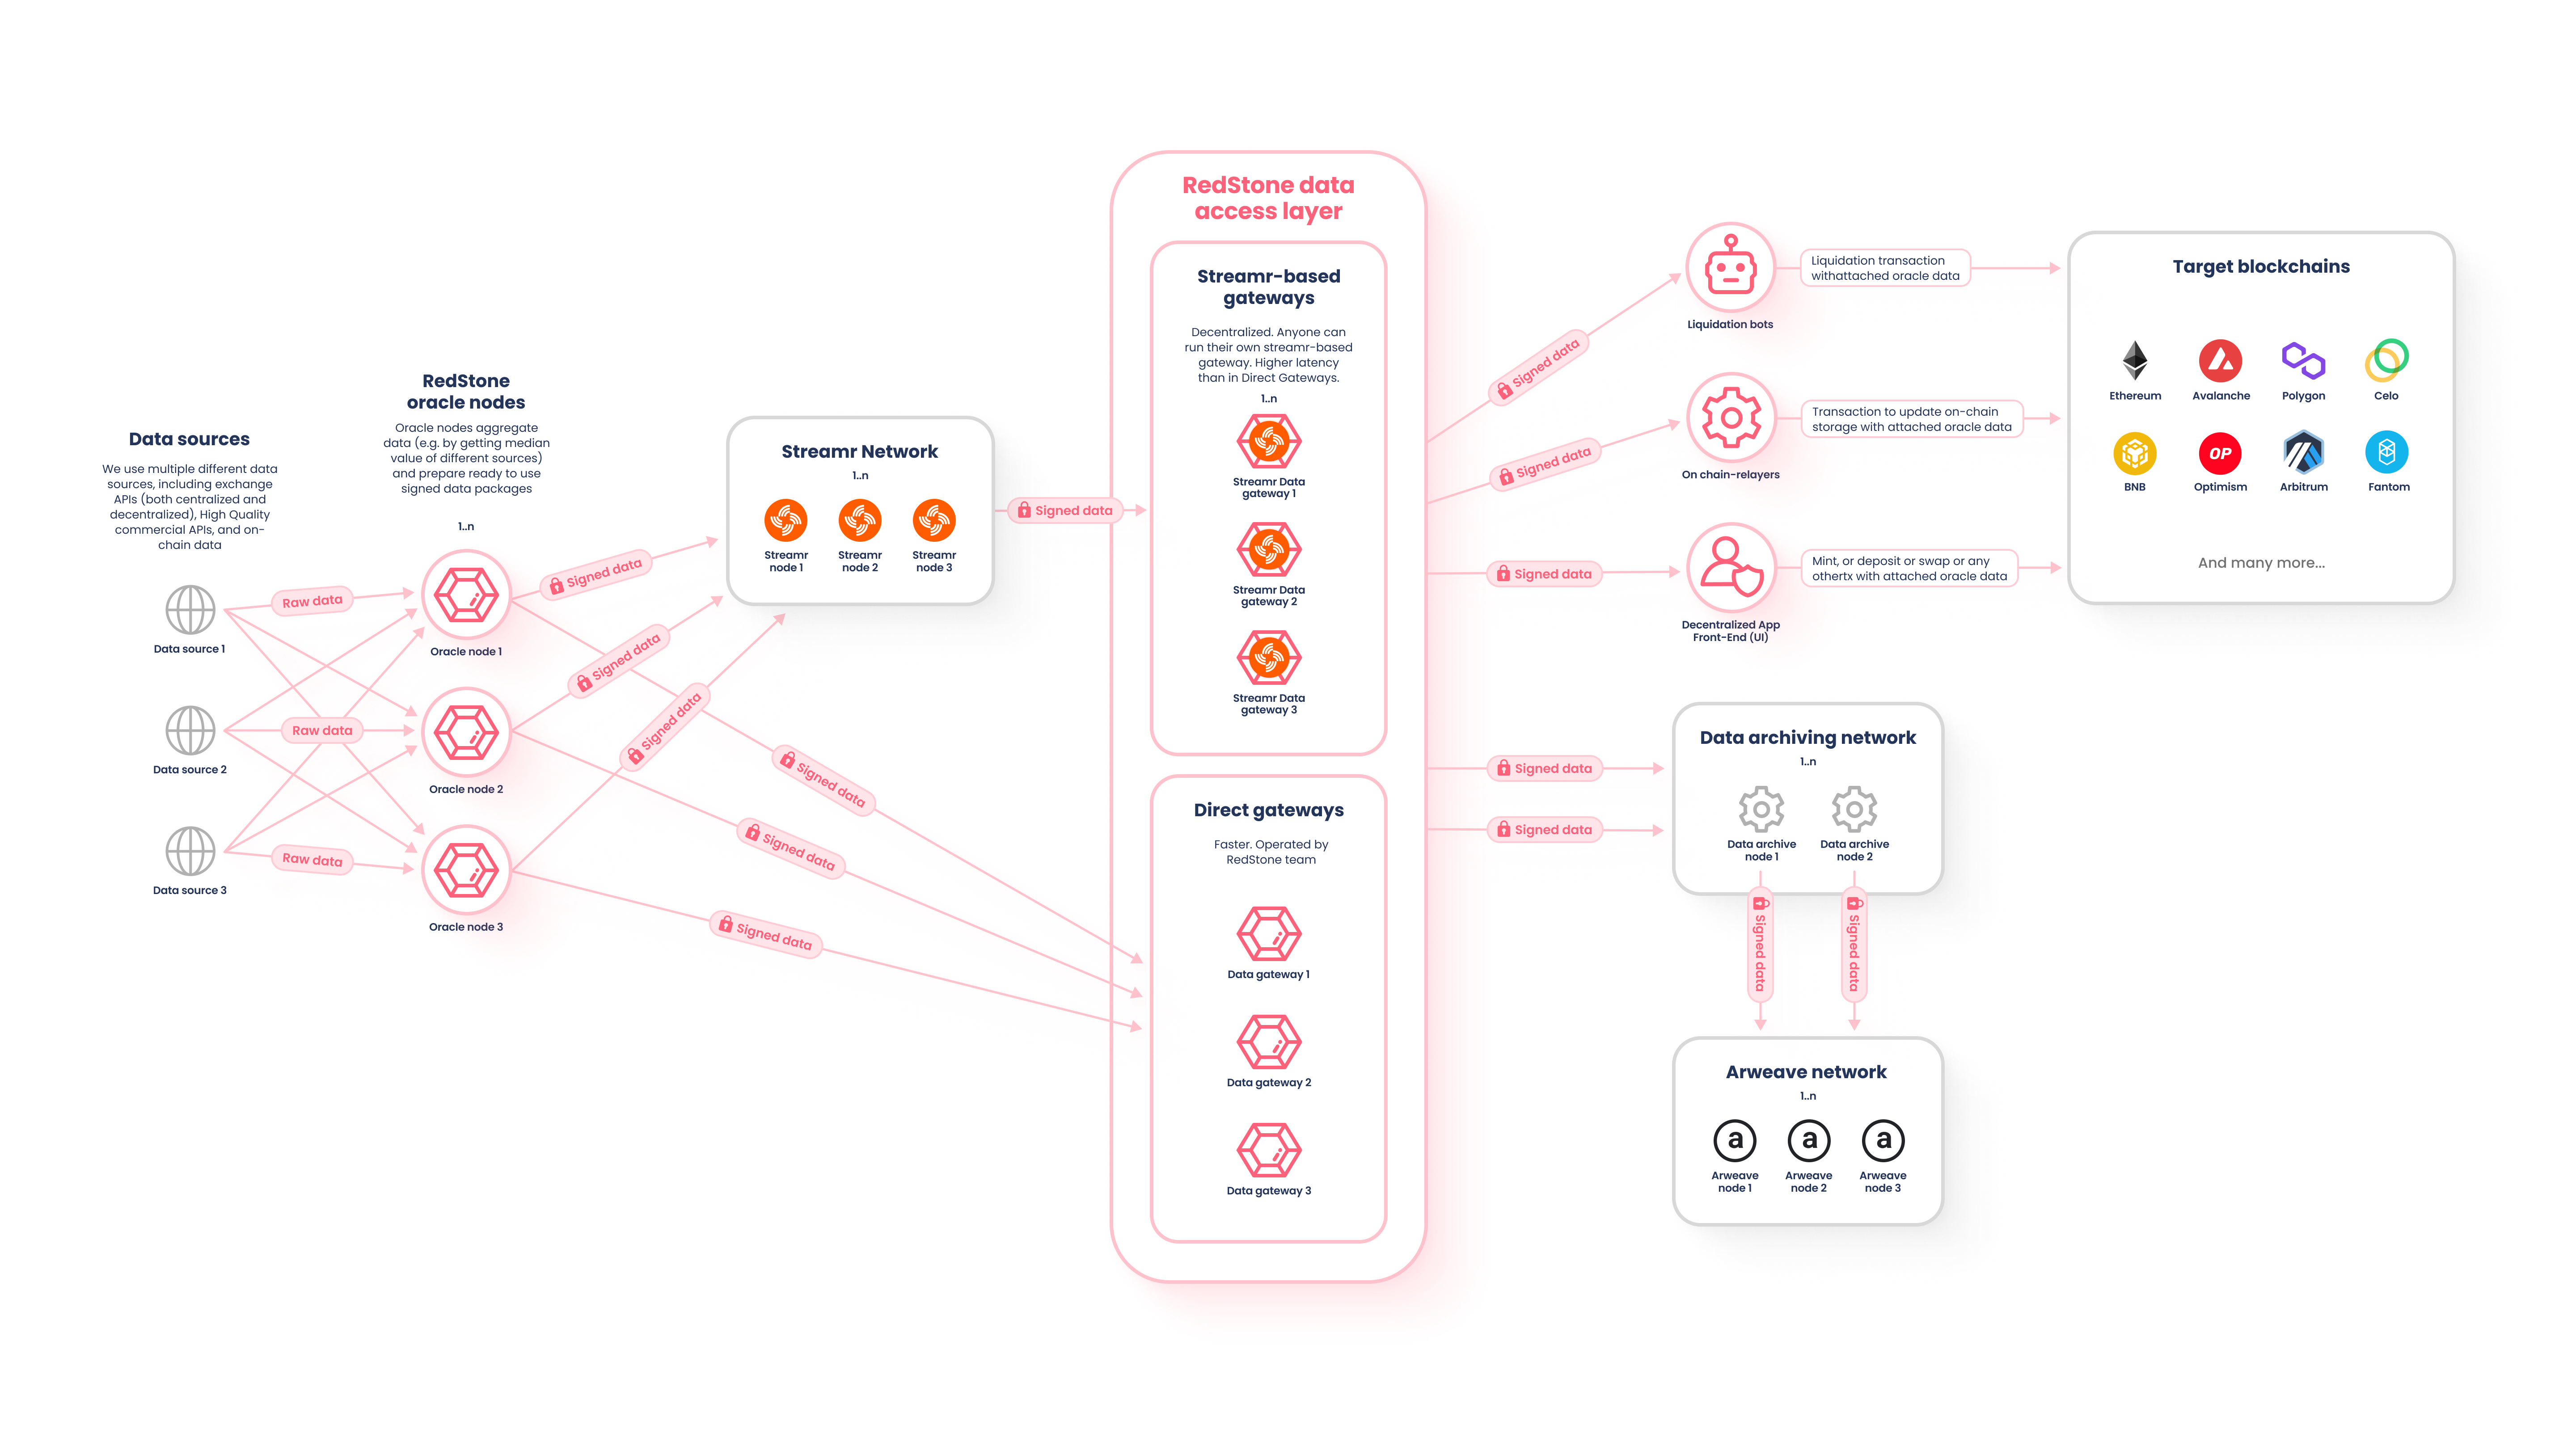 Data sources
We use multiple different data
sources, including exchange
APIs (both centralized and
decentralized), High Quality
commercial APIs, and on-
chain data
Data source 1
Data source 2
Data source 3
Raw data
Raw data
Raw data
RedStone
oracle nodes
Oracle nodes aggregate
data (e.g. by getting median
value of different sources)
and prepare ready to use
signed data packages
1..n
Oracle node 1
Oracle node 2
Oracle node 3
Signed data
Signed data
Signed data
Signed data
Signed data
Signed data
Streamr Network
1..n
Streamr
node 1
Streamr
node 2
Streamr
node 3
Signed data
RedStone data
access layer
Streamr-based
gateways
Decentralized. Anyone can
run their own streamr-based
gateway. Higher latency
than in Direct Gateways.
1..n
Streamr Data
gateway 1
Streamr Data
gateway 2
Streamr Data
gateway 3
Direct gateways
Faster. Operated by
RedStone team
Data gateway 1
Data gateway 2
Data gateway 3
Signed data
Signed data
Signed data
Signed data
Signed data
Liquidation bots
On chain-relayers
Decentralized App
Front-End (UI)
Liquidation transaction
withattached oracle data
Transaction to update on-chain
storage with attached oracle data
Mint, or deposit or swap or any
othertx with attached oracle data
Target blockchains
Ethereum
Avalanche
Polygon
Celo
BNB
OP
Optimism
Arbitrum
Fantom
And many more...
Data archiving network
1..n
Data archive
node 1
Data archive
node 2
Signed data
Signed data
Arweave network
1..n
a
a
a
Arweave
node 1
Arweave
node 2
Arweave
node 3